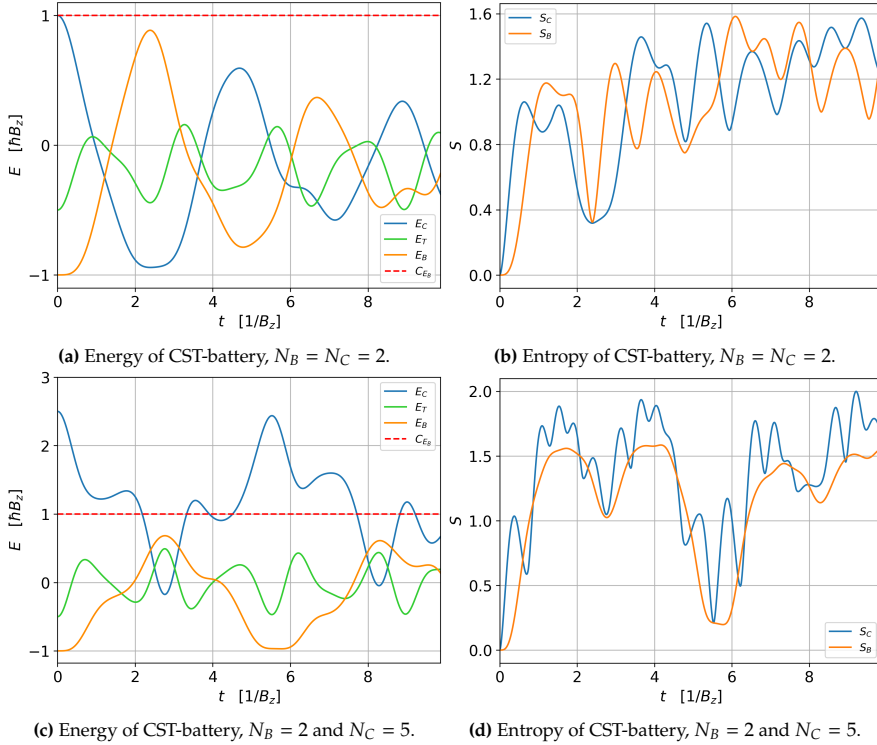 1
0
−1
E [ħB_z]
0
2
4
6
8
t [1/B_z]
E_C
E_T
E_B
C_{E_B}
(a) Energy of CST-battery, N_B = N_C = 2.
1.6
1.2
0.8
0.4
0.0
S
0
2
4
6
8
t [1/B_z]
S_C
S_B
(b) Entropy of CST-battery, N_B = N_C = 2.
3
2
1
0
−1
E [ħB_z]
0
2
4
6
8
t [1/B_z]
E_C
E_T
E_B
C_{E_B}
(c) Energy of CST-battery, N_B = 2 and N_C = 5.
2.0
1.5
1.0
0.5
0.0
S
0
2
4
6
8
t [1/B_z]
S_C
S_B
(d) Entropy of CST-battery, N_B = 2 and N_C = 5.